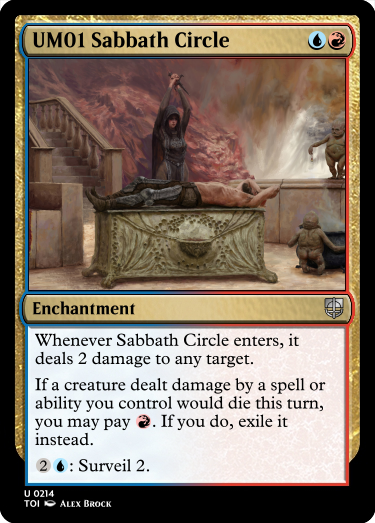 UM01 Sabbath Circle
Enchantment
Whenever Sabbath Circle enters, it
deals 2 damage to any target.
If a creature dealt damage by a spell or
ability you control would die this turn,
you may pay R. If you do, exile it
instead.
2U: Surveil 2.
U 0214
TOI Alex Brock